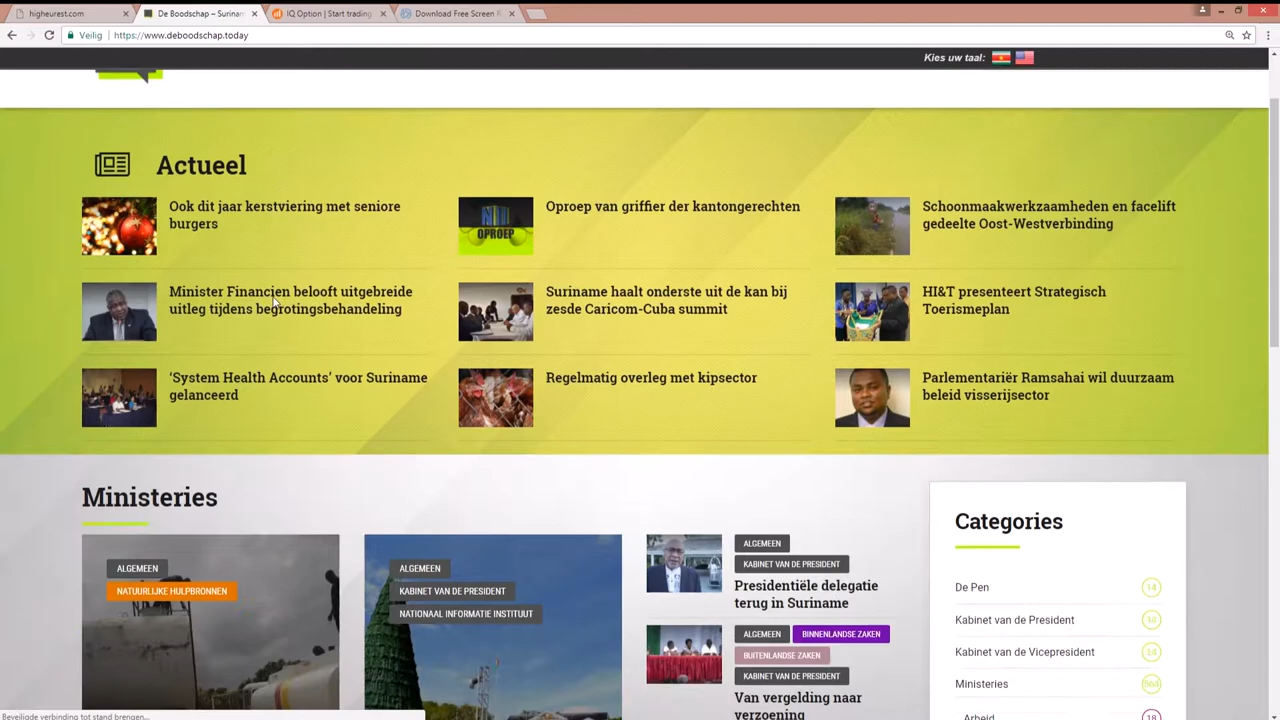 higheurest.com
De Boodschap – Surinam
IQ Option | Start trading
Download Free Screen R
Veilig
https://www.deboodschap.today
Kies uw taal:
Actueel
Ook dit jaar kerstviering met seniore
burgers
Oproep van griffier der kantongerechten
OPROEP
Schoonmaakwerkzaamheden en facelift
gedeelte Oost-Westverbinding
Minister Financien belooft uitgebreide
uitleg tijdens begrotingsbehandeling
Suriname haalt onderste uit de kan bij
zesde Caricom-Cuba summit
HI&T presenteert Strategisch
Toerismeplan
‘System Health Accounts’ voor Suriname
gelanceerd
Regelmatig overleg met kipsector
Parlementariër Ramsahai wil duurzaam
beleid visserijsector
Ministeries
ALGEMEEN
NATUURLIJKE HULPBRONNEN
ALGEMEEN
KABINET VAN DE PRESIDENT
NATIONAAL INFORMATIE INSTITUUT
ALGEMEEN
KABINET VAN DE PRESIDENT
Presidentiële delegatie
terug in Suriname
ALGEMEEN
BINNENLANDSE ZAKEN
BUITENLANDSE ZAKEN
KABINET VAN DE PRESIDENT
Van vergelding naar
verzoening
Categories
De Pen
14
Kabinet van de President
Kabinet van de Vicepresident
Ministeries
564
Arbeid
18
Beveiligde verbinding tot stand brengen...